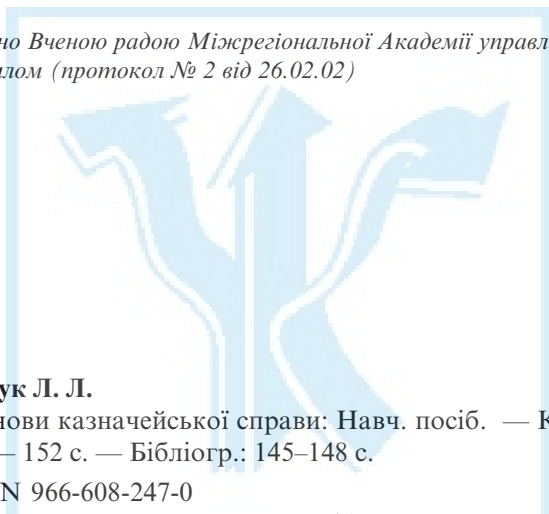 но Вченою радою Міжрегіональної Академії управл
лом (протокол № 2 від 26.02.02)
ук Л. Л.
нови казначейської справи: Навч. посіб. — К
– 152 с. — Бібліогр.: 145–148 с.
N 966-608-247-0